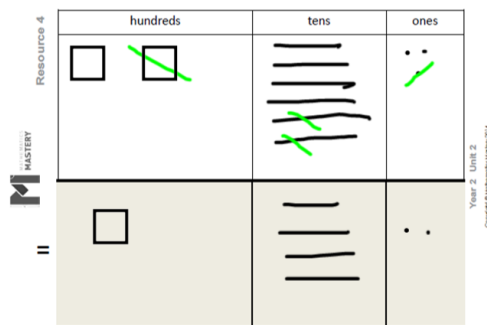 hundreds tens ones
Resource 4
MASTERY
=
Year 2 Unit 2